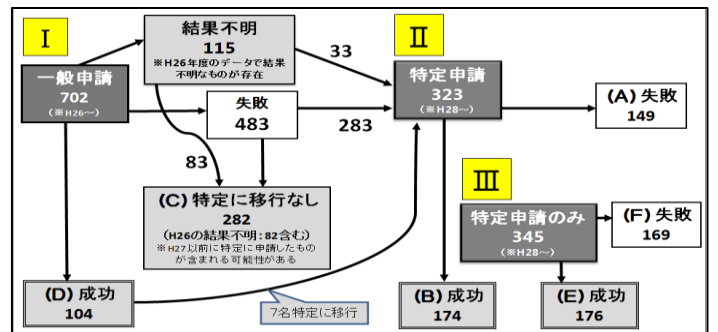 I
一般申請
702
(※H26～)
結果不明
115
※H26年度のデータで結果
不明なものが存在
33
II
特定申請
323
(※H28～)
(A) 失敗
149
失敗
483
283
83
(C) 特定に移行なし
282
(H26の結果不明:82含む)
※H27以前に特定に申請したもの
が含まれる可能性がある
III
特定申請のみ
345
(※H28～)
(F) 失敗
169
(D) 成功
104
7名特定に移行
(B) 成功
174
(E) 成功
176